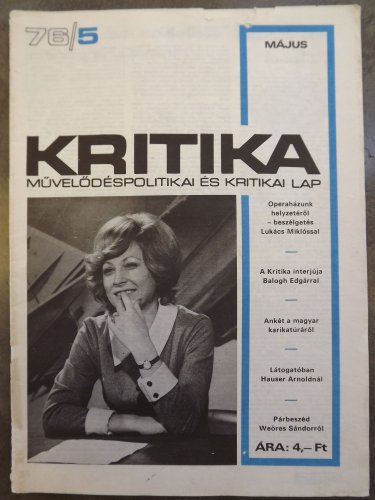 76/5
MÁJUS
KRITIKA
MŰVELŐDÉSPOLITIKAI ÉS KRITIKAI LAP
Operaházunk
helyzetéről
– beszélgetés
Lukács Miklóssal
A Kritika interjúja
Balogh Edgárral
Ankét a magyar
karikatúráról
Látogatóban
Hauser Arnoldnál
Párbeszéd
Weöres Sándorról
ÁRA: 4,– Ft